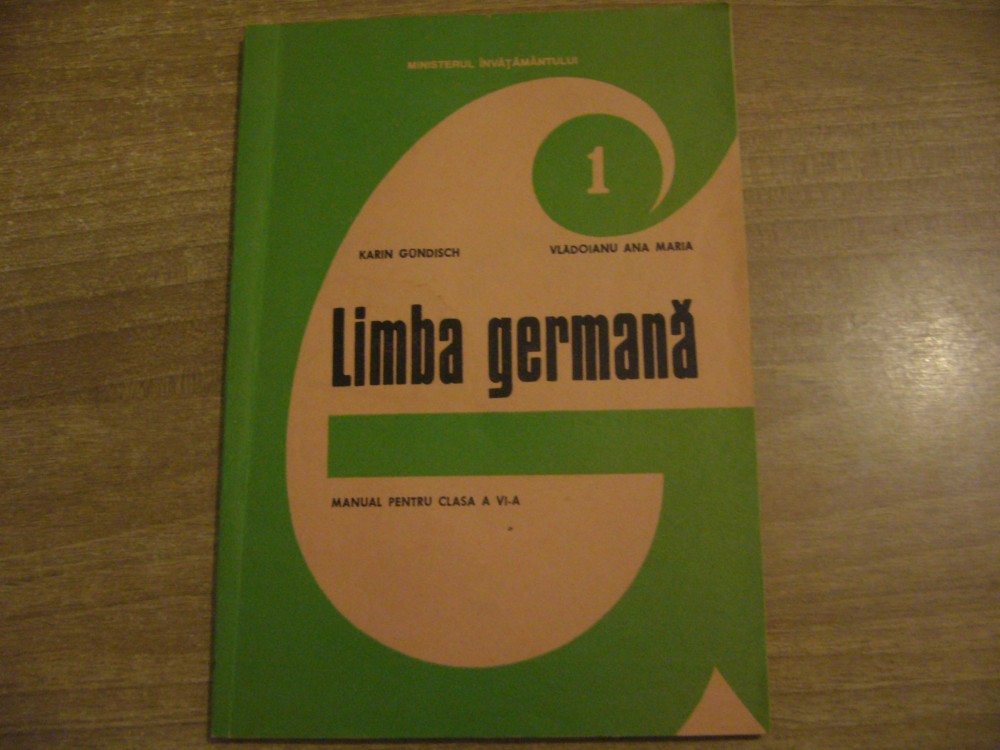 MINISTERUL ÎNVĂȚĂMÂNTULUI
1
KARIN GÜNDISCH VLĂDOIANU ANA MARIA
Limba germană
MANUAL PENTRU CLASA A VI-A